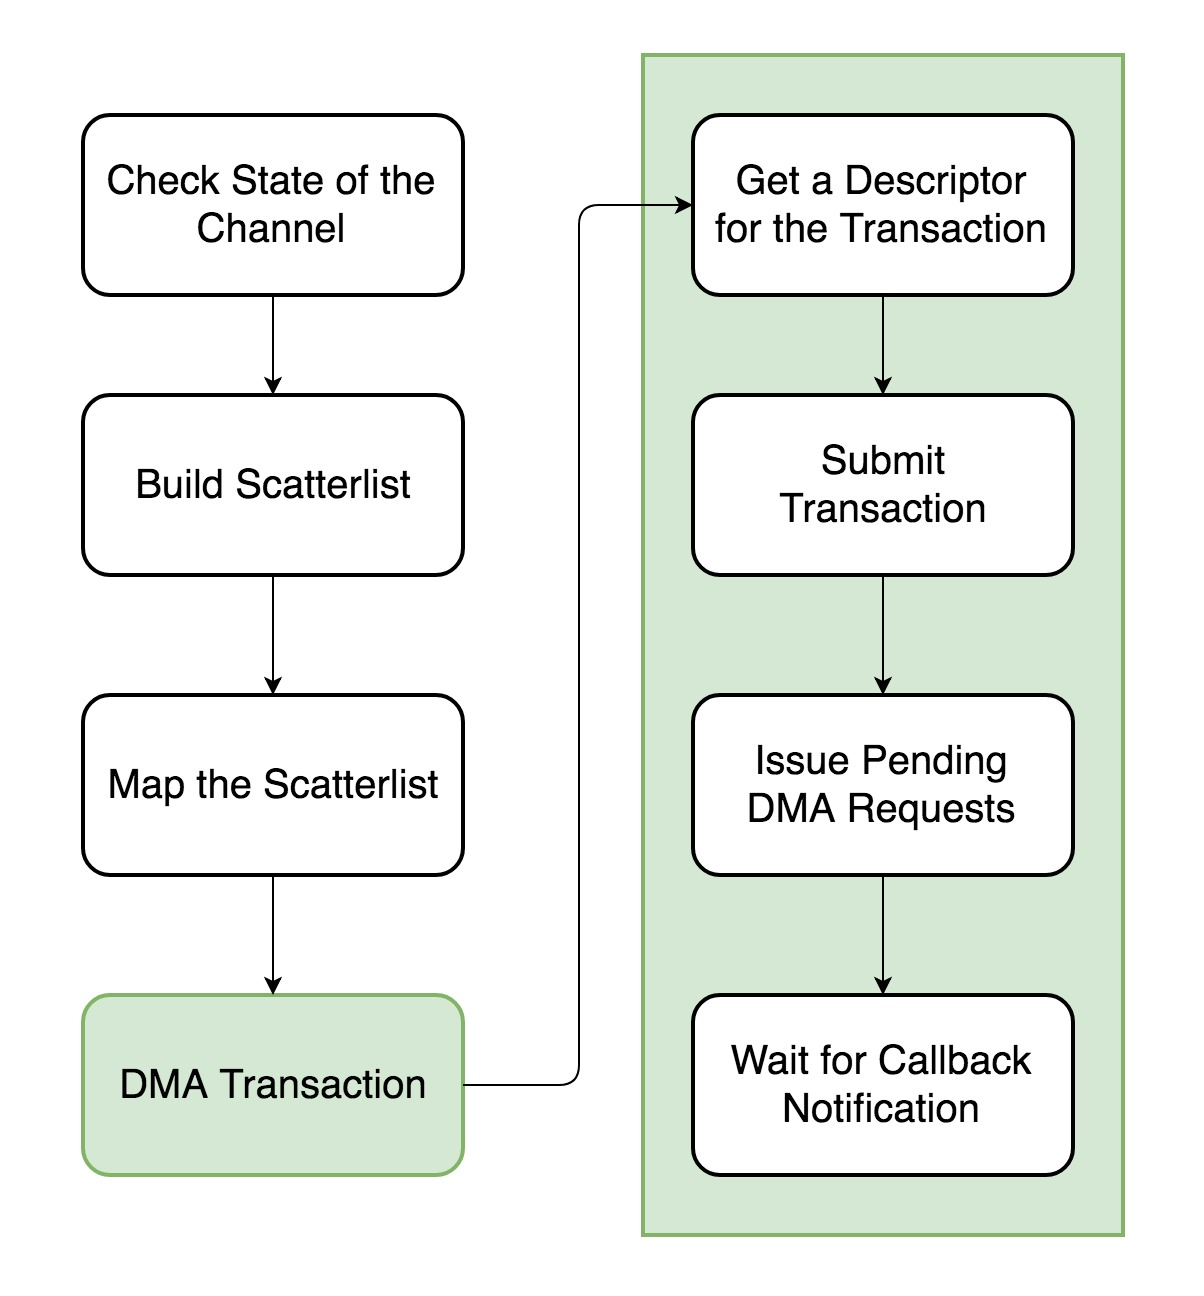 Check State of the
Channel
Build Scatterlist
Map the Scatterlist
DMA Transaction
Get a Descriptor
for the Transaction
Submit
Transaction
Issue Pending
DMA Requests
Wait for Callback
Notification